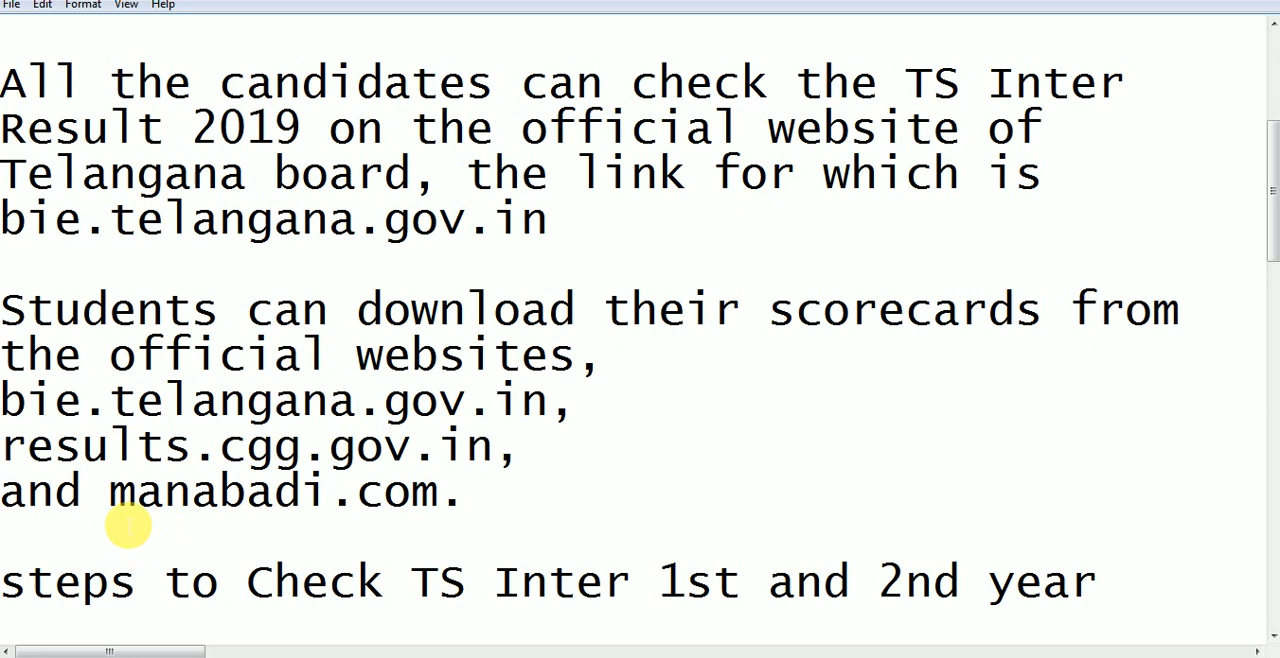 File Edit Format View Help
All the candidates can check the TS Inter
Result 2019 on the official website of
Telangana board, the link for which is
bie.telangana.gov.in
Students can download their scorecards from
the official websites,
bie.telangana.gov.in,
results.cgg.gov.in,
and manabadi.com.
steps to Check TS Inter 1st and 2nd year